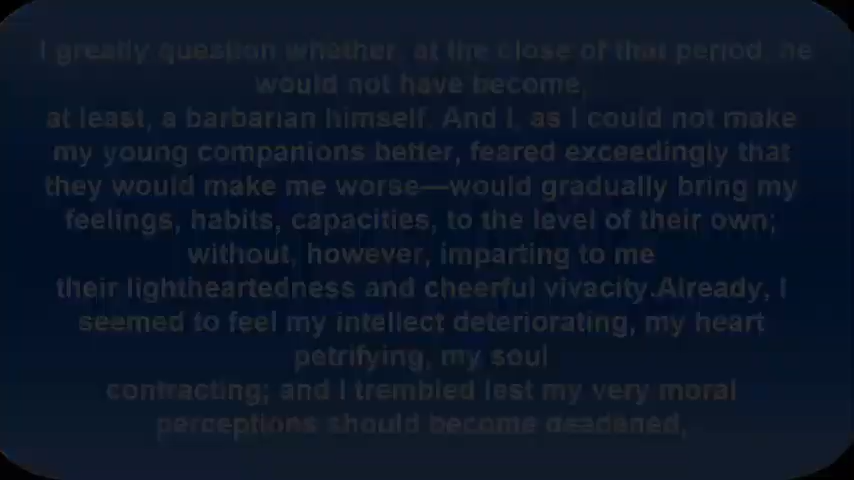 I greatly question whether, at the close of that period, he
would not have become,
at least, a barbarian himself. And I, as I could not make
my young companions better, feared exceedingly that
they would make me worse—would gradually bring my
feelings, habits, capacities, to the level of their own;
without, however, imparting to me
their lightheartedness and cheerful vivacity.Already, I
seemed to feel my intellect deteriorating, my heart
petrifying, my soul
contracting; and I trembled lest my very moral
perceptions should become deadened,